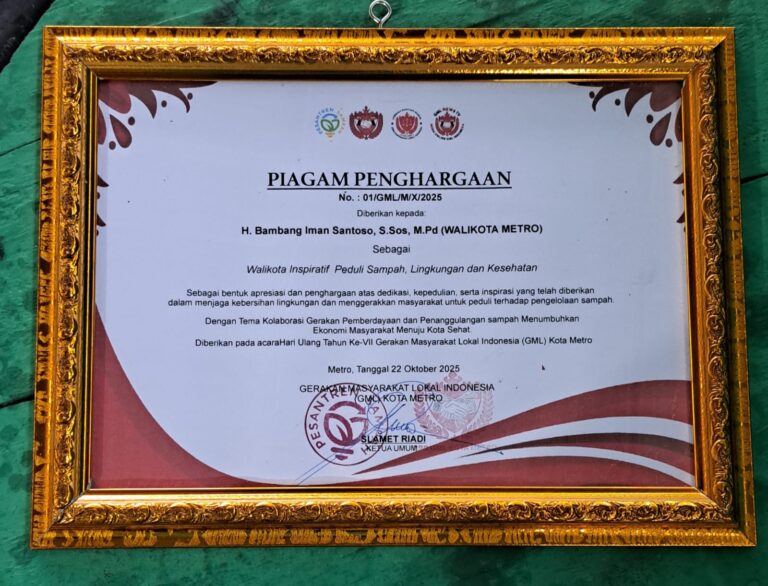 PESANTREN SAMPAH
PIAGAM PENGHARGAAN
No. : 01/GML/M/X/2025
Diberikan kepada:
H. Bambang Iman Santoso, S.Sos, M.Pd (WALIKOTA METRO)
Sebagai
Walikota Inspiratif Peduli Sampah, Lingkungan dan Kesehatan
Sebagai bentuk apresiasi dan penghargaan atas dedikasi, kepedulian, serta inspirasi yang telah diberikan
dalam menjaga kebersihan lingkungan dan menggerakkan masyarakat untuk peduli terhadap pengelolaan sampah.
Dengan Tema Kolaborasi Gerakan Pemberdayaan dan Penanggulangan sampah Menumbuhkan
Ekonomi Masyarakat Menuju Kota Sehat.
Diberikan pada acaraHari Ulang Tahun Ke-VII Gerakan Masyarakat Lokal Indonesia (GML) Kota Metro
Metro, Tanggal 22 Oktober 2025
GERAKAN MASYARAKAT LOKAL INDONESIA
(GML) KOTA METRO
PESANTREN SAMPAH
SLAMET RIADI
KETUA UMUM